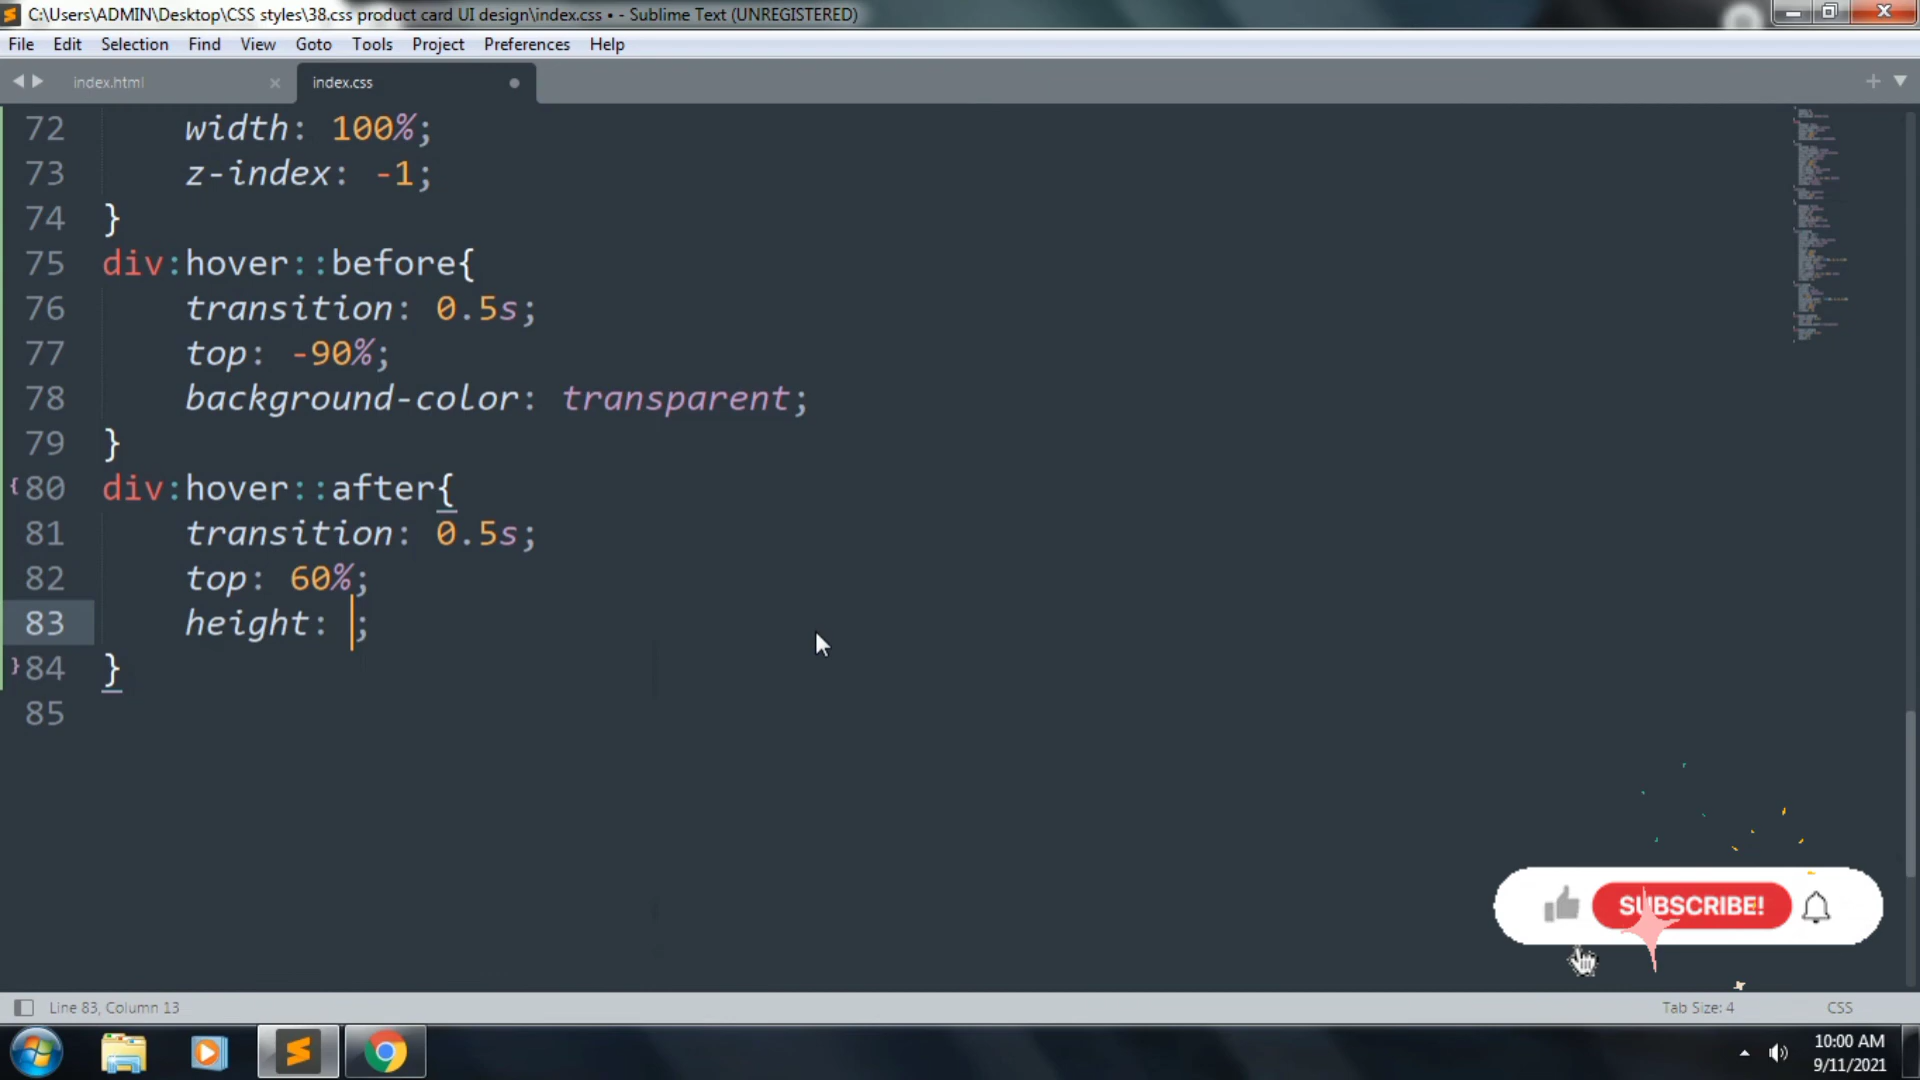 C:\Users\ADMIN\Desktop\CSS styles\38.css product card UI design\index.css • - Sublime Text (UNREGISTERED)
File Edit Selection Find View Goto Tools Project Preferences Help
index.html index.css
72 width: 100%;
73 z-index: -1;
74 }
75 div:hover::before{
76 transition: 0.5s;
77 top: -90%;
78 background-color: transparent;
79 }
80 div:hover::after{
81 transition: 0.5s;
82 top: 60%;
83 height: ;
84 }
85
SUBSCRIBE!
Line 83, Column 13 Tab Size: 4 CSS
10:00 AM
9/11/2021